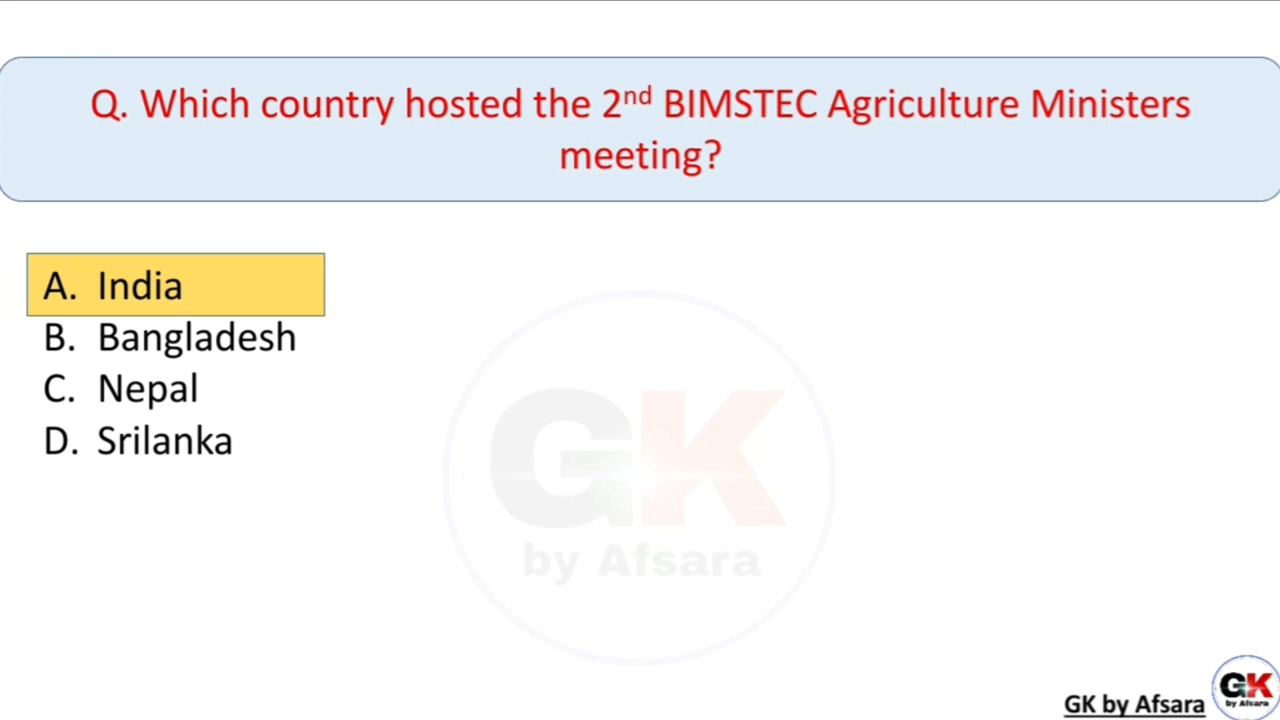 Q. Which country hosted the 2nd BIMSTEC Agriculture Ministers
meeting?
A. India
B. Bangladesh
C. Nepal
D. Srilanka
GK
by Afsara
GK by Afsara
GK
by Afsara